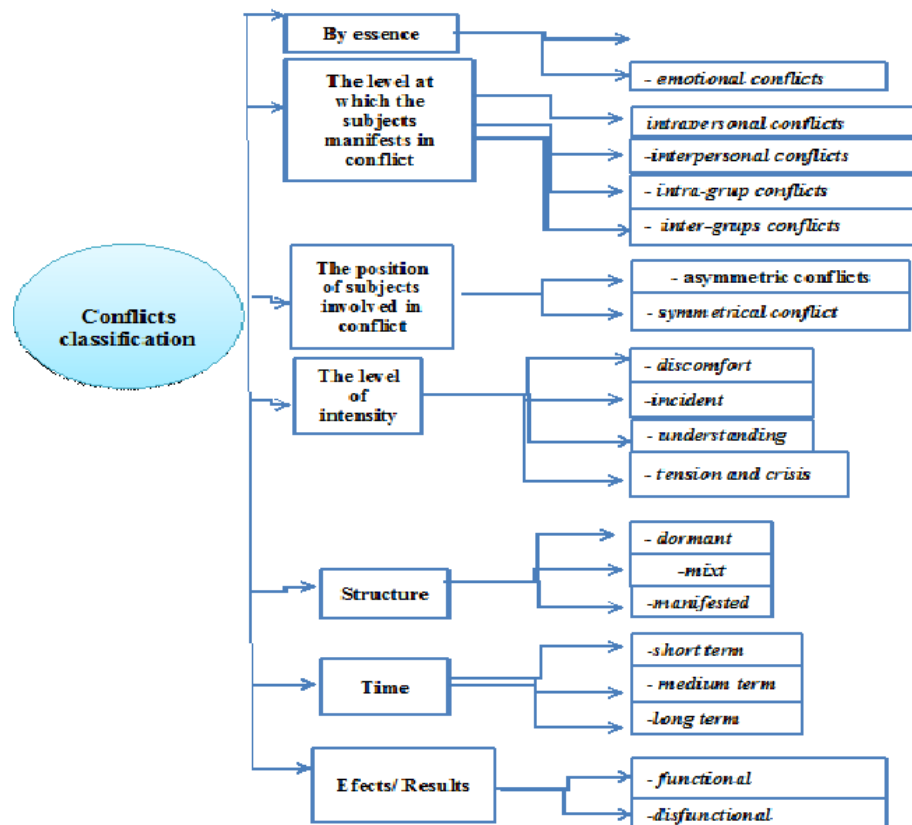 By essence
- emotional conflicts
The level at
which the
subjects
manifests in
conflict
intrapersonal conflicts
-interpersonal conflicts
- intra-grup conflicts
- inter-grups conflicts
Conflicts
classification
The position
of subjects
involved in
conflict
- asymmetric conflicts
- symmetrical conflict
The level
of
intensity
- discomfort
-incident
- understanding
- tension and crisis
Structure
- dormant
-mixt
-manifested
Time
-short term
- medium term
-long term
Efects/ Results
- functional
-disfunctional